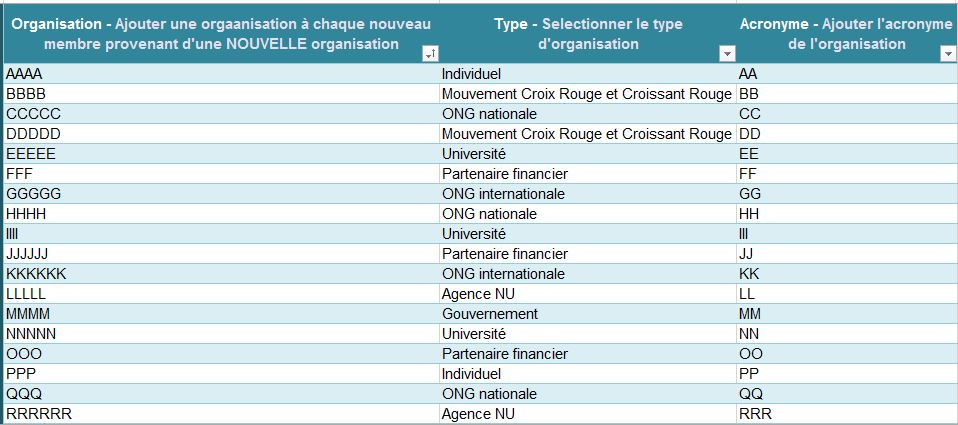 Organisation - Ajouter une orgaanisation à chaque nouveau membre provenant d'une NOUVELLE organisation
Type - Selectionner le type d'organisation
Acronyme - Ajouter l'acronyme de l'organisation
AAAA Individuel AA
BBBB Mouvement Croix Rouge et Croissant Rouge BB
CCCCC ONG nationale CC
DDDDD Mouvement Croix Rouge et Croissant Rouge DD
EEEEE Université EE
FFF Partenaire financier FF
GGGGG ONG internationale GG
HHHH ONG nationale HH
IIII Université III
JJJJJJ Partenaire financier JJ
KKKKKK ONG internationale KK
LLLLL Agence NU LL
MMMM Gouvernement MM
NNNNN Université NN
OOO Partenaire financier OO
PPP Individuel PP
QQQ ONG nationale QQ
RRRRRR Agence NU RRR